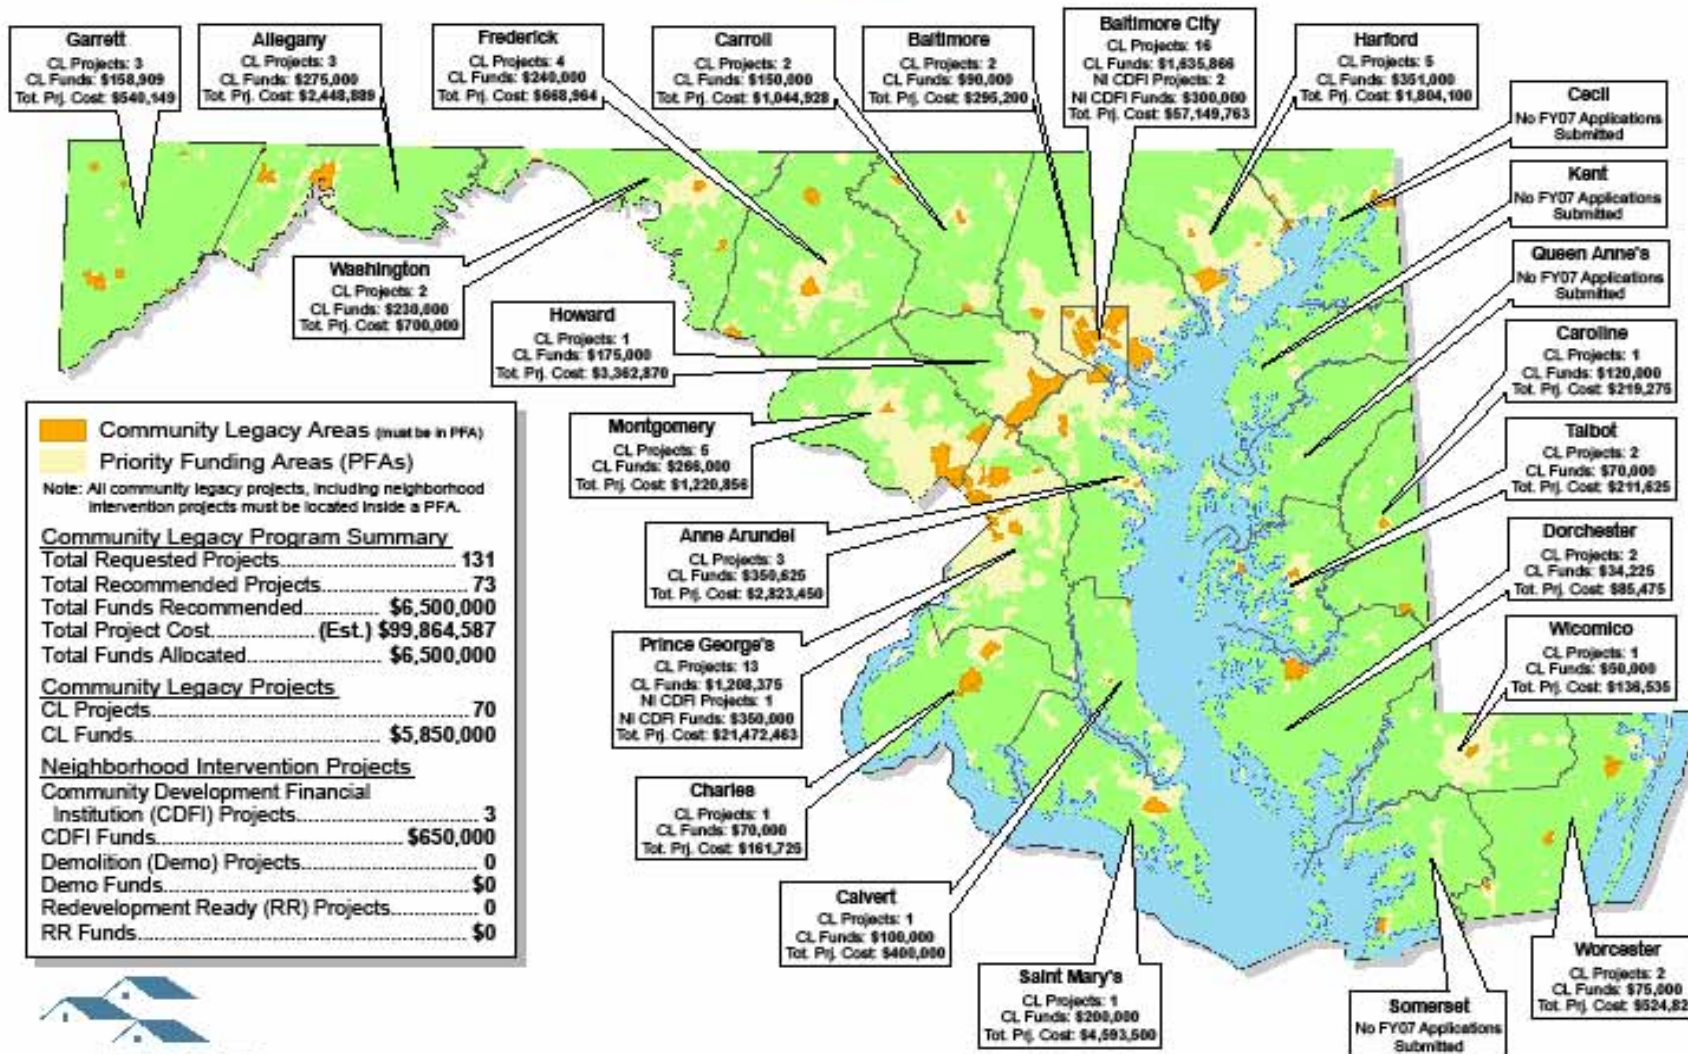 Garrett
CL Projects: 3
CL Funds: $158,909
Tot. Prj. Cost: $540,149
Allegany
CL Projects: 3
CL Funds: $275,000
Tot. Prj. Cost: $2,448,889
Frederick
CL Projects: 4
CL Funds: $240,000
Tot. Prj. Cost: $668,964
Carroll
CL Projects: 2
CL Funds: $150,000
Tot. Prj. Cost: $1,044,928
Baltimore
CL Projects: 2
CL Funds: $90,000
Tot. Prj. Cost: $295,200
Baltimore City
CL Projects: 16
CL Funds: $1,635,866
NI CDFI Projects: 2
NI CDFI Funds: $300,000
Tot. Prj. Cost: $57,149,763
Harford
CL Projects: 5
CL Funds: $351,000
Tot. Prj. Cost: $1,804,100
Cecil
No FY07 Applications
Submitted
Kent
No FY07 Applications
Submitted
Queen Anne's
No FY07 Applications
Submitted
Washington
CL Projects: 2
CL Funds: $230,000
Tot. Prj. Cost: $700,000
Howard
CL Projects: 1
CL Funds: $175,000
Tot. Prj. Cost: $3,362,870
Caroline
CL Projects: 1
CL Funds: $120,000
Tot. Prj. Cost: $219,275
Montgomery
CL Projects: 5
CL Funds: $266,000
Tot. Prj. Cost: $1,220,856
Talbot
CL Projects: 2
CL Funds: $70,000
Tot. Prj. Cost: $211,625
Anne Arundel
CL Projects: 3
CL Funds: $350,625
Tot. Prj. Cost: $2,823,450
Dorchester
CL Projects: 2
CL Funds: $34,225
Tot. Prj. Cost: $85,475
Prince George's
CL Projects: 13
CL Funds: $1,208,375
NI CDFI Projects: 1
NI CDFI Funds: $350,000
Tot. Prj. Cost: $21,472,463
Wicomico
CL Projects: 1
CL Funds: $50,000
Tot. Prj. Cost: $136,535
Charles
CL Projects: 1
CL Funds: $70,000
Tot. Prj. Cost: $161,725
Calvert
CL Projects: 1
CL Funds: $100,000
Tot. Prj. Cost: $400,000
Saint Mary's
CL Projects: 1
CL Funds: $200,000
Tot. Prj. Cost: $4,593,500
Somerset
No FY07 Applications
Submitted
Worcester
CL Projects: 2
CL Funds: $75,000
Tot. Prj. Cost: $524,82
Community Legacy Areas (must be in PFA)
Priority Funding Areas (PFAs)
Note: All community legacy projects, including neighborhood
intervention projects must be located inside a PFA.
Community Legacy Program Summary
Total Requested Projects............ 131
Total Recommended Projects............ 73
Total Funds Recommended............ $6,500,000
Total Project Cost............ (Est.) $99,864,587
Total Funds Allocated............ $6,500,000
Community Legacy Projects
CL Projects............ 70
CL Funds............ $5,850,000
Neighborhood Intervention Projects
Community Development Financial
Institution (CDFI) Projects............ 3
CDFI Funds............ $650,000
Demolition (Demo) Projects............ 0
Demo Funds............ $0
Redevelopment Ready (RR) Projects............ 0
RR Funds............ $0